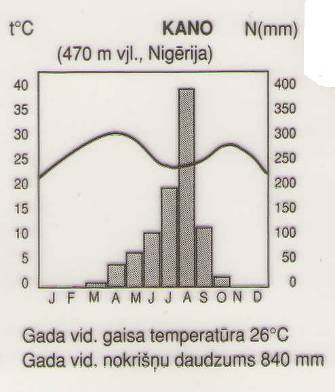 t°C KANO N(mm)
(470 m vjl., Nigērija)
40 400
35 350
30 300
25 250
20 200
15 150
10 100
5 50
0 0
J F M A M J J A S O N D
Gada vid. gaisa temperatūra 26°C
Gada vid. nokrišņu daudzums 840 mm